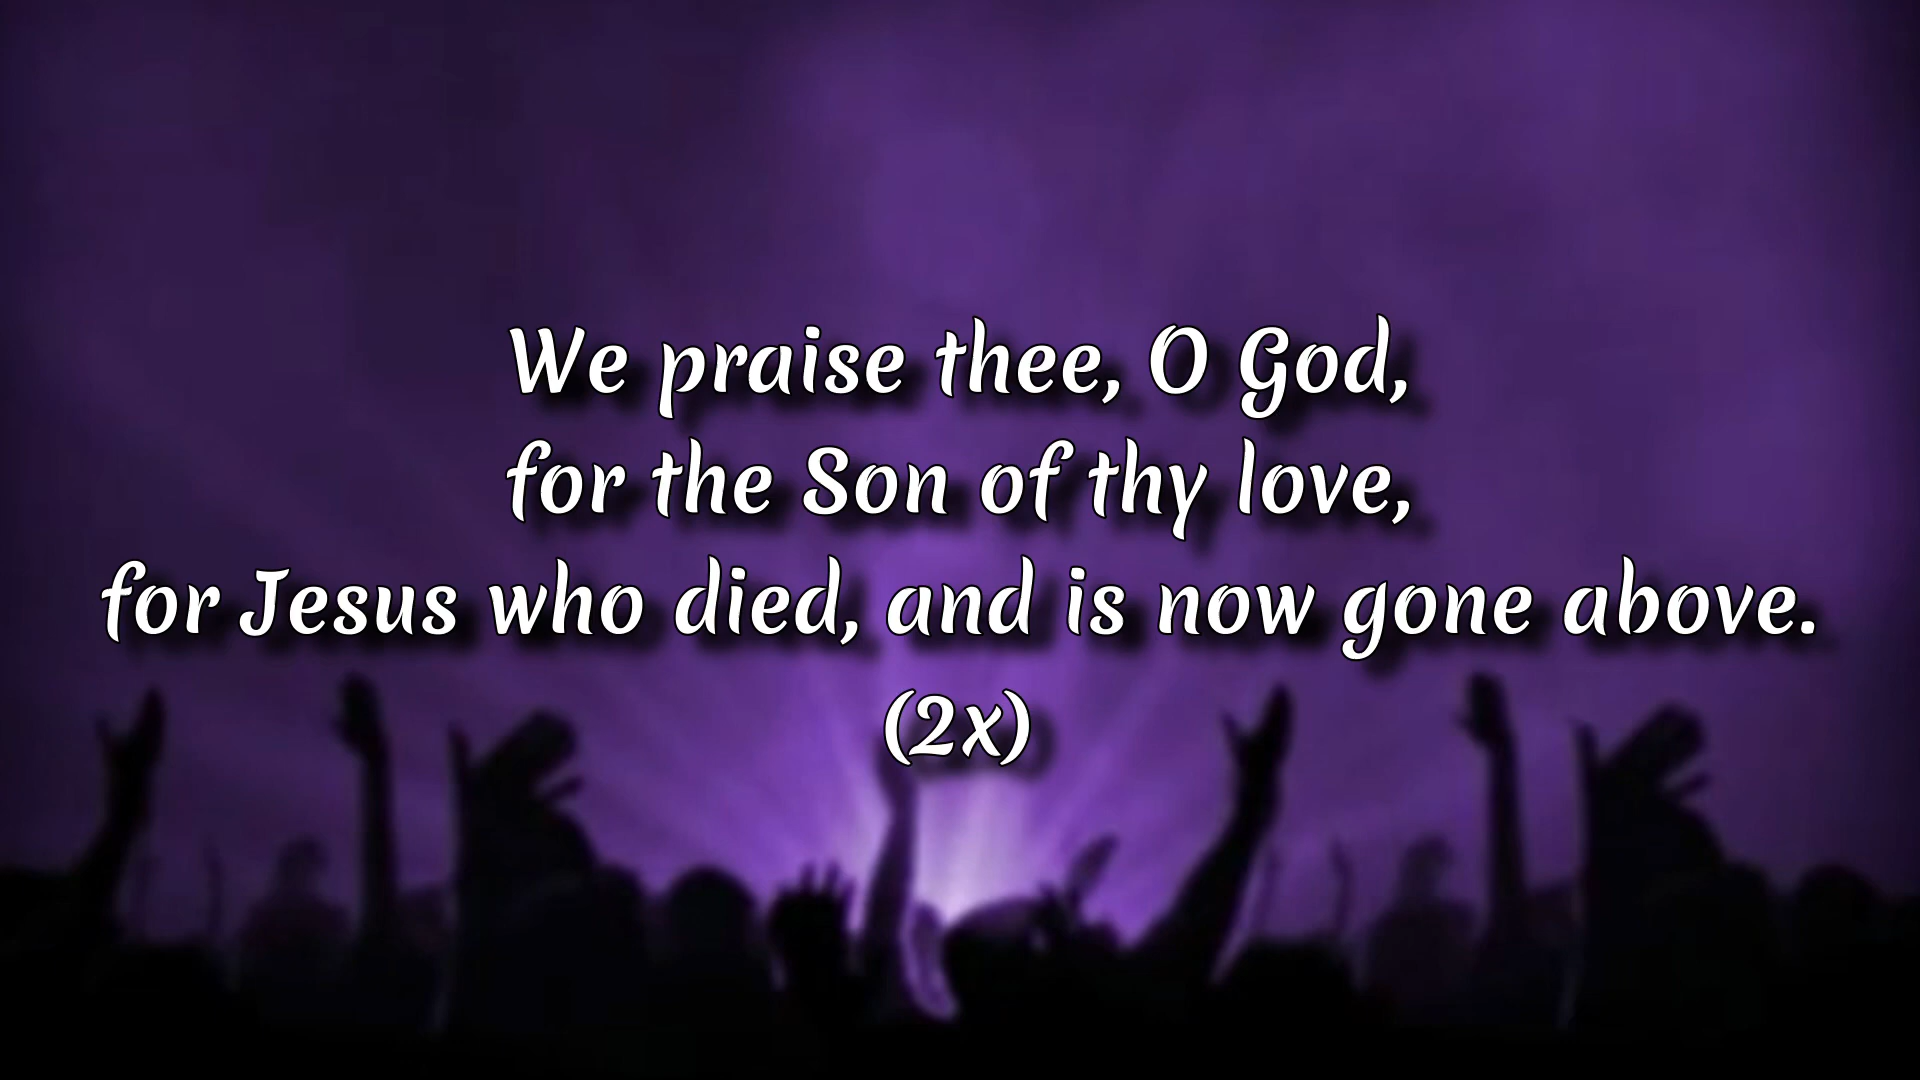 We praise thee, O God,
for the Son of thy love,
for Jesus who died, and is now gone above.
(2x)